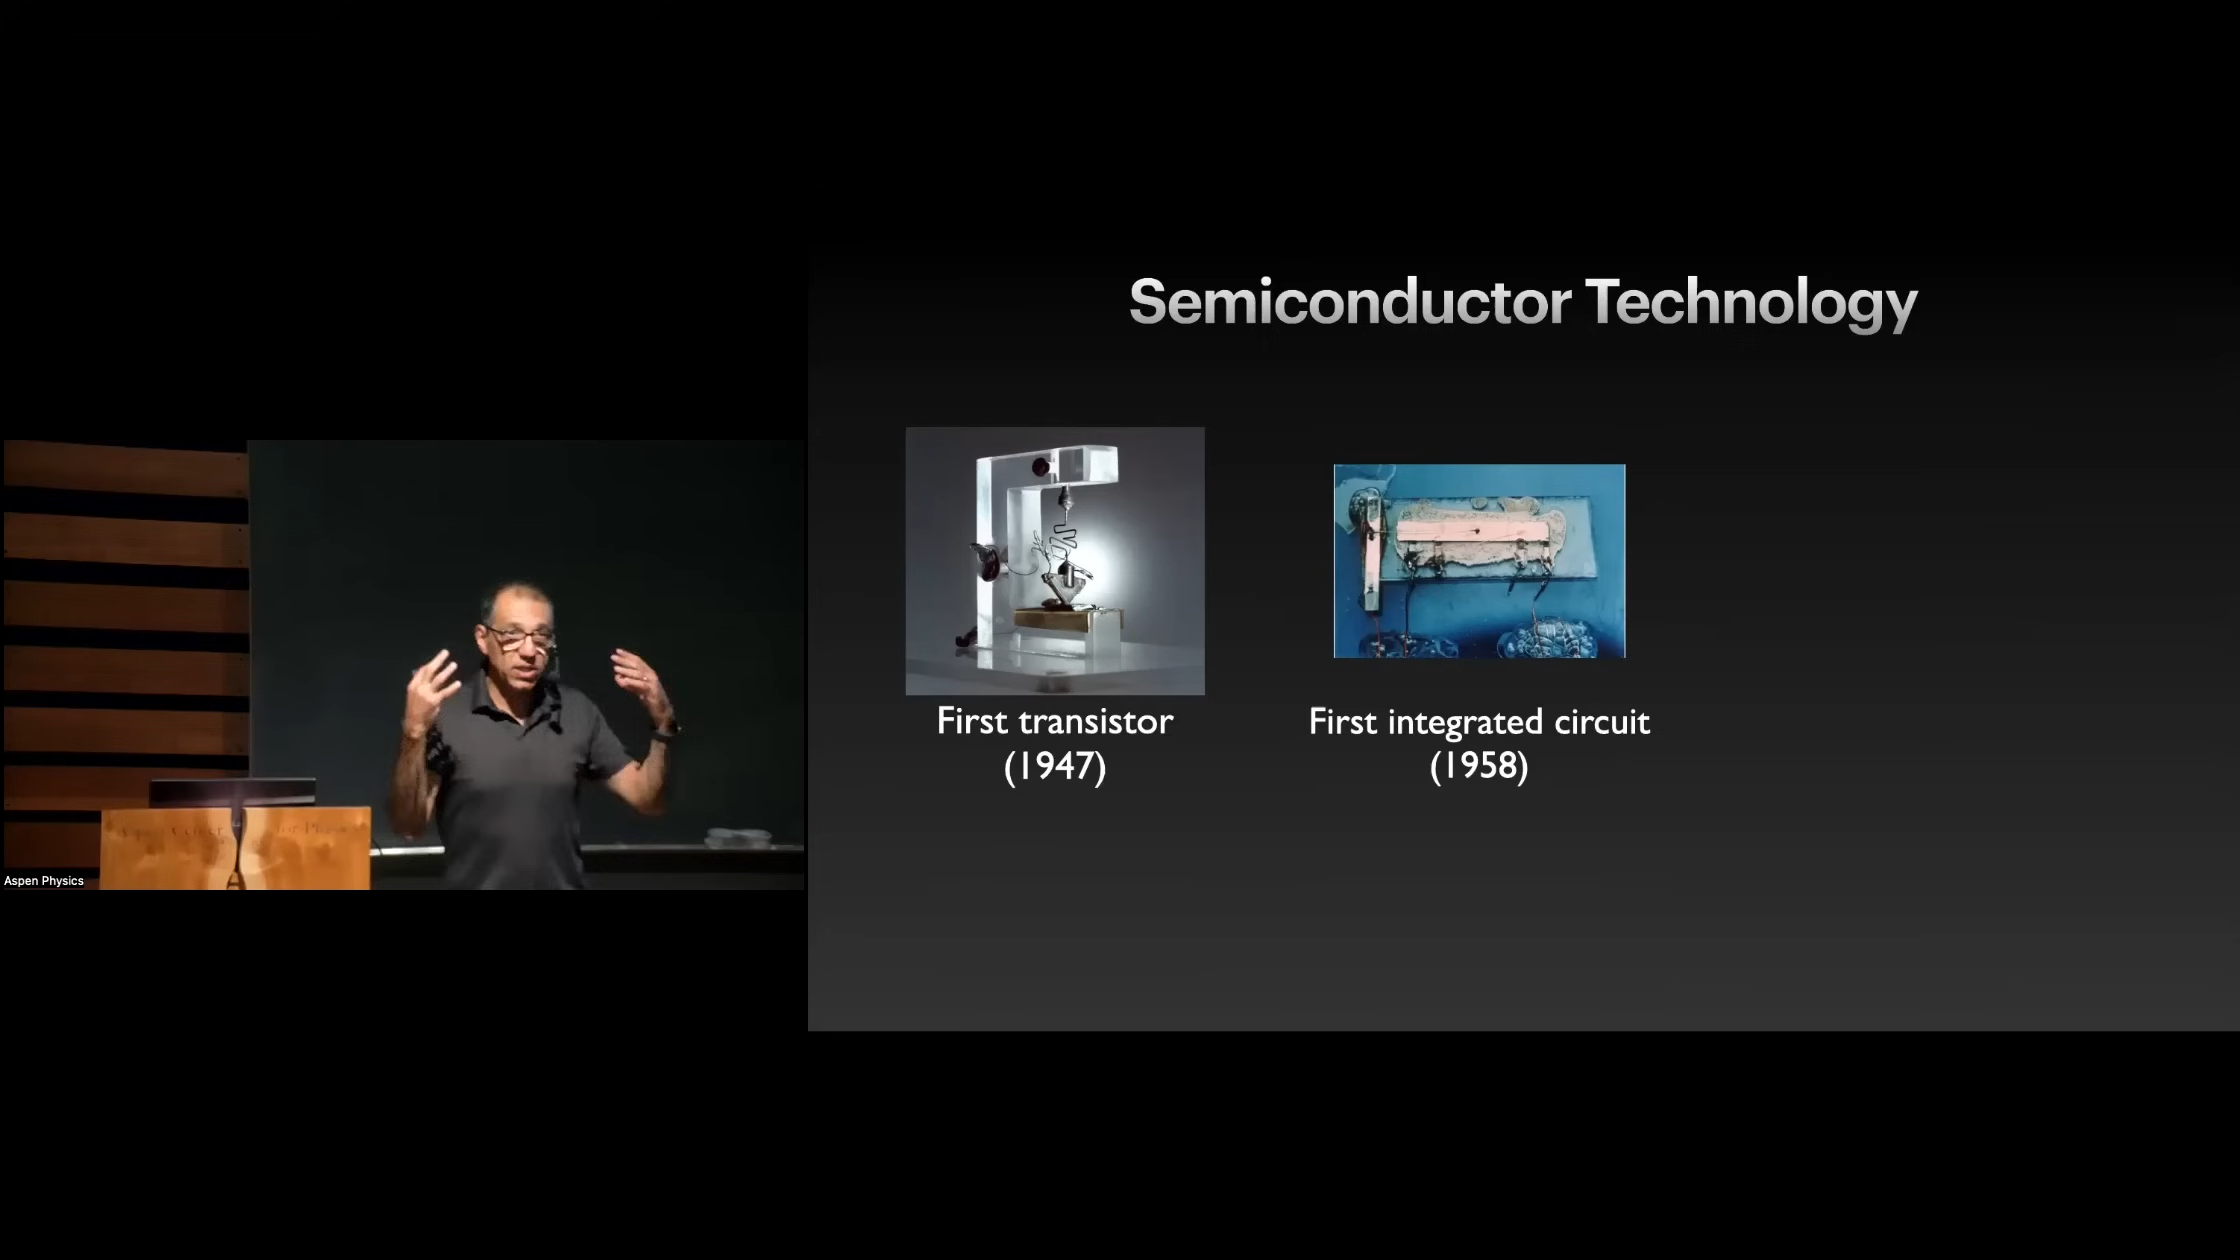 Semiconductor Technology
First transistor
(1947)
First integrated circuit
(1958)
Aspen Physics